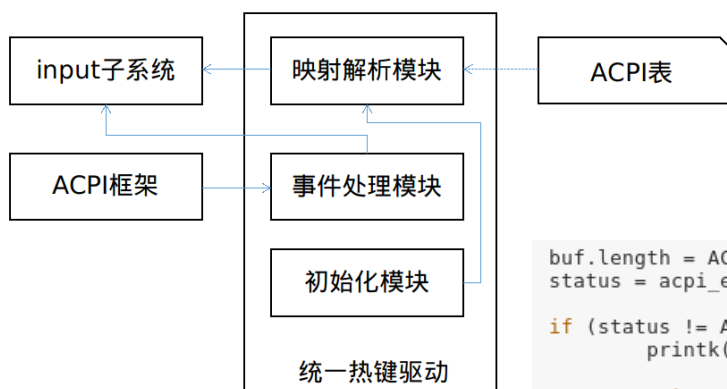 input子系统
映射解析模块
ACPI表
ACPI框架
事件处理模块
初始化模块
统一热键驱动
buf.length =
status =
if (status !=
printk(